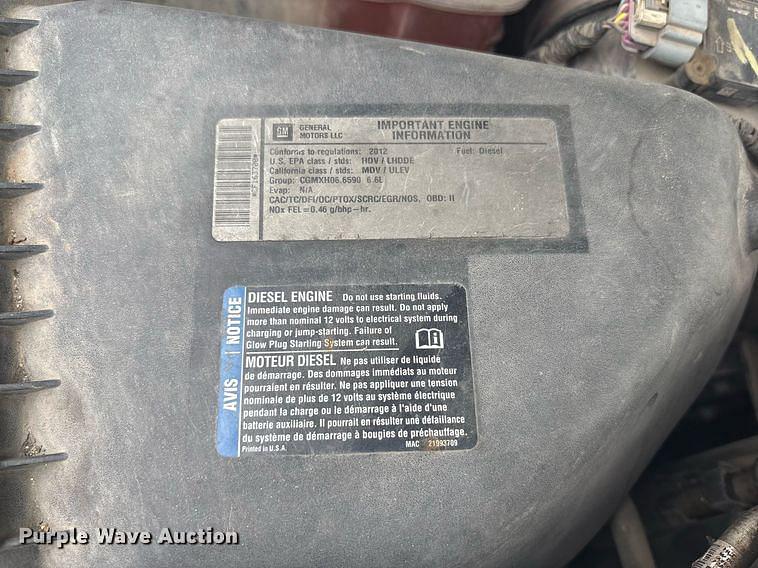 GM GENERAL MOTORS LLC
IMPORTANT ENGINE INFORMATION
Conforms to regulations: 2012 Fuel: Diesel
U.S. EPA class / stds: HDV / LHDDE
California class / stds: MDV / ULEV
Group: CGMXH06.6590 6.6L
Evap: N/A
CAC/TC/DFI/OC/PTOX/SCRC/EGR/NOS, OBD: II
NOx FEL=0.46 g/bhp-hr.
NOTICE
DIESEL ENGINE Do not use starting fluids.
Immediate engine damage can result. Do not apply
more than nominal 12 volts to electrical system during
charging or jump-starting. Failure of
Glow Plug Starting System can result.
AVIS
MOTEUR DIESEL Ne pas utiliser de liquide
de démarrage. Des dommages immédiats au moteur
pourraient en résulter. Ne pas appliquer une tension
nominale de plus de 12 volts au système électrique
pendant la charge ou le démarrage à l'aide d'une
batterie auxiliaire. Il pourrait en résulter une défaillance
du système de démarrage à bougies de préchauffage.
Printed in U.S.A. MAC 21993709
Purple Wave Auction